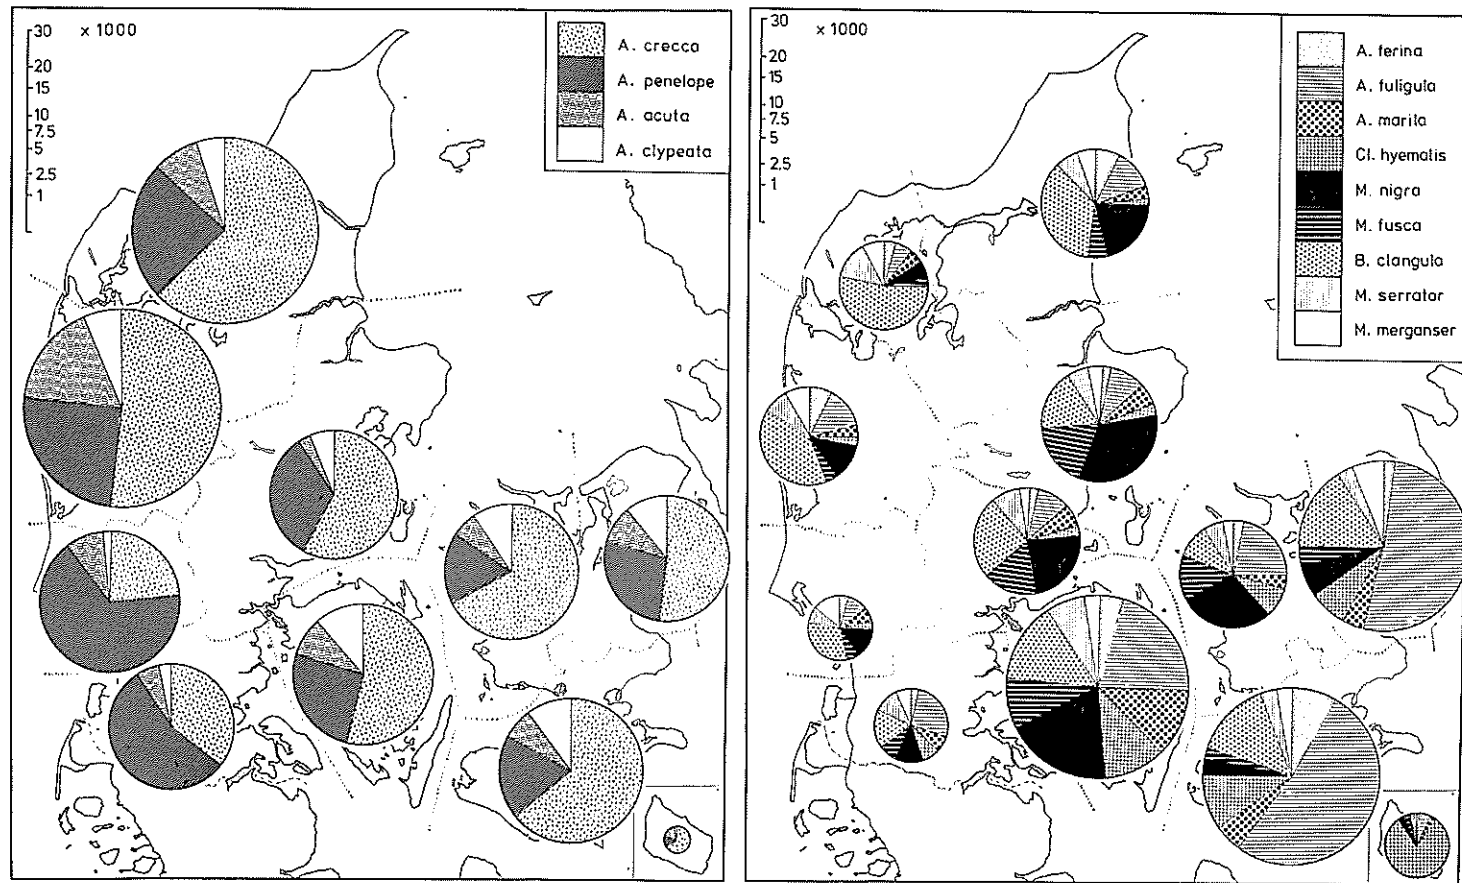 30 x 1000
20
15
10
7.5
5
2.5
1
A. crecca
A. penelope
A. acuta
A. clypeata
30
x 1000
20
15
10
7.5
5
2.5
1
A. ferina
A. fuligula
A. marila
Cl. hyemalis
M. nigra
M. fusca
B. clangula
M. serrator
M. merganser